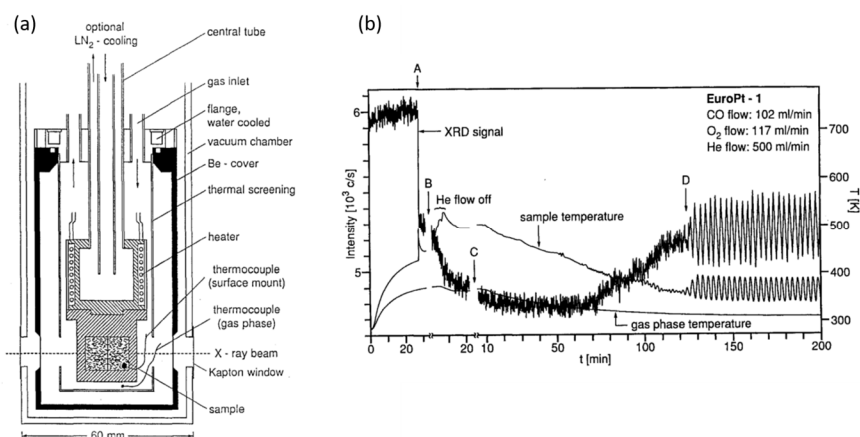 (a)
optional
LN2 - cooling
central tube
gas inlet
flange,
water cooled
vacuum chamber
Be - cover
thermal screening
heater
thermocouple
(surface mount)
thermocouple
(gas phase)
X - ray beam
Kapton window
sample
60 mm
(b)
A
EuroPt - 1
CO flow: 102 ml/min
O2 flow: 117 ml/min
He flow: 500 ml/min
XRD signal
B
He flow off
D
sample temperature
C
gas phase temperature
Intensity [10³ c/s]
6
5
T [K]
700
600
500
400
300
0 20 20 10 50 100 150 200
t [min]